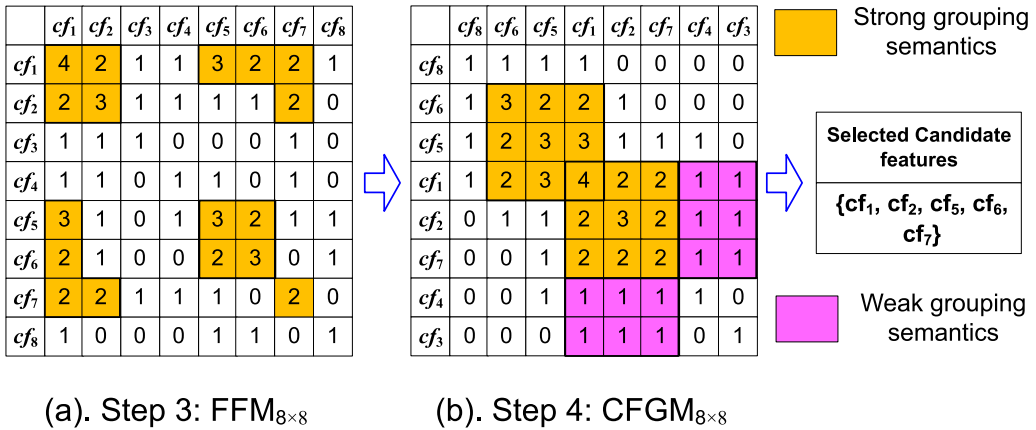 cf1 cf2 cf3 cf4 cf5 cf6 cf7 cf8
cf1 4 2 1 1 3 2 2 1
cf2 2 3 1 1 1 1 2 0
cf3 1 1 1 0 0 0 1 0
cf4 1 1 0 1 1 0 1 0
cf5 3 1 0 1 3 2 1 1
cf6 2 1 0 0 2 3 0 1
cf7 2 2 1 1 1 0 2 0
cf8 1 0 0 0 1 1 0 1
(a). Step 3: FFM8×8
cf8 cf6 cf5 cf1 cf2 cf7 cf4 cf3
cf8 1 1 1 1 0 0 0 0
cf6 1 3 2 2 1 0 0 0
cf5 1 2 3 3 1 1 1 0
cf1 1 2 3 4 2 2 1 1
cf2 0 1 1 2 3 2 1 1
cf7 0 0 1 2 2 2 1 1
cf4 0 0 1 1 1 1 1 0
cf3 0 0 0 1 1 1 0 1
(b). Step 4: CFGM8×8
Strong grouping
semantics
Selected Candidate
features
{cf1, cf2, cf5, cf6,
cf7}
Weak grouping
semantics